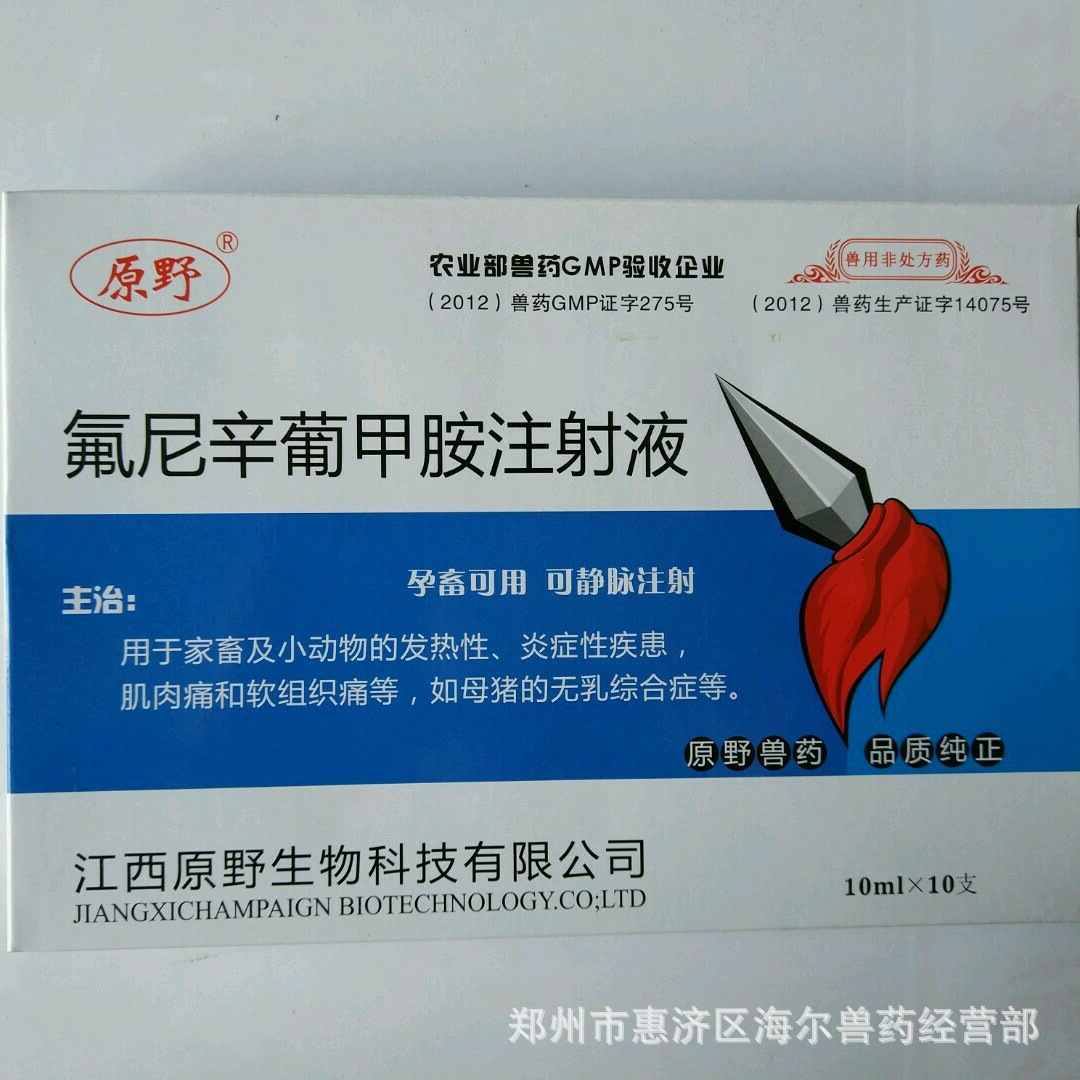 原野®
农业部兽药GMP验收企业
兽用非处方药
（2012）兽药GMP证字275号
（2012）兽药生产证字14075号
氟尼辛葡甲胺注射液
孕畜可用 可静脉注射
主治：
用于家畜及小动物的发热性、炎症性疾患，
肌肉痛和软组织痛等，如母猪的无乳综合症等。
原野兽药 品质纯正
江西原野生物科技有限公司
JIANGXICHAMPAIGN BIOTECHNOLOGY.CO;LTD
10ml×10支
郑州市惠济区海尔兽药经营部